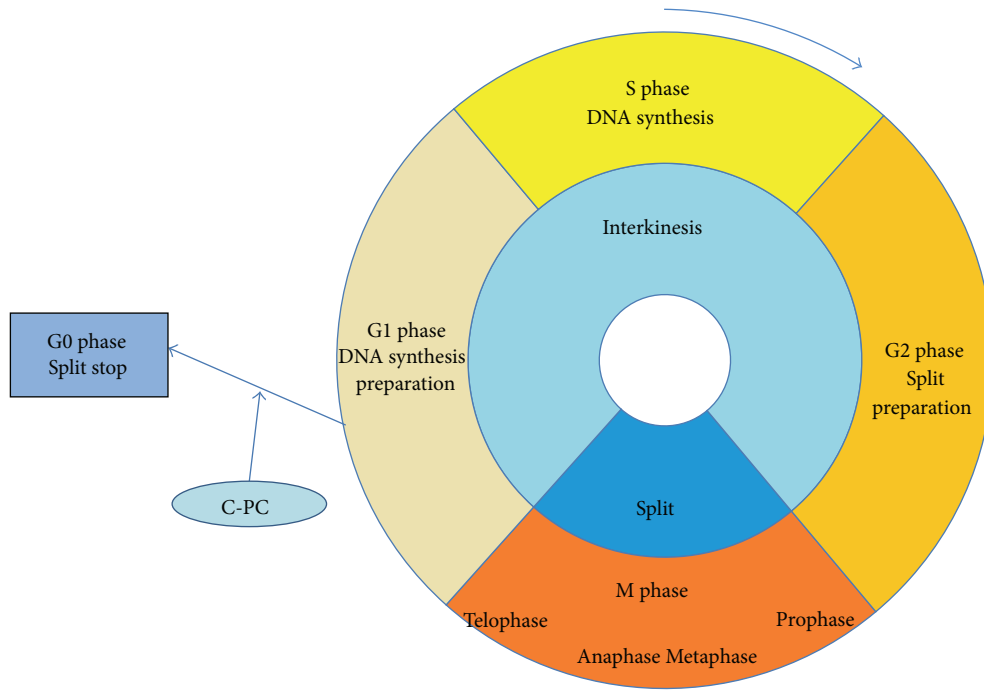 S phase
DNA synthesis
Interkinesis
G0 phase
Split stop
G1 phase
DNA synthesis
preparation
G2 phase
Split
preparation
C-PC
Split
M phase
Telophase
Prophase
Anaphase Metaphase